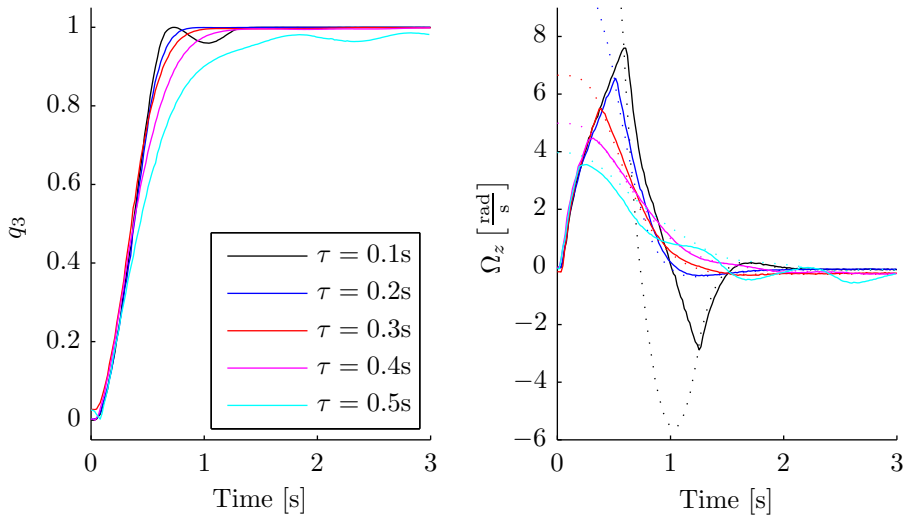 1
0.8
0.6
0.4
0.2
0
q₃
0
1
2
3
Time [s]
τ = 0.1s
τ = 0.2s
τ = 0.3s
τ = 0.4s
τ = 0.5s
8
6
4
2
0
−2
−4
−6
Ω_z [rad/s]
0
1
2
3
Time [s]